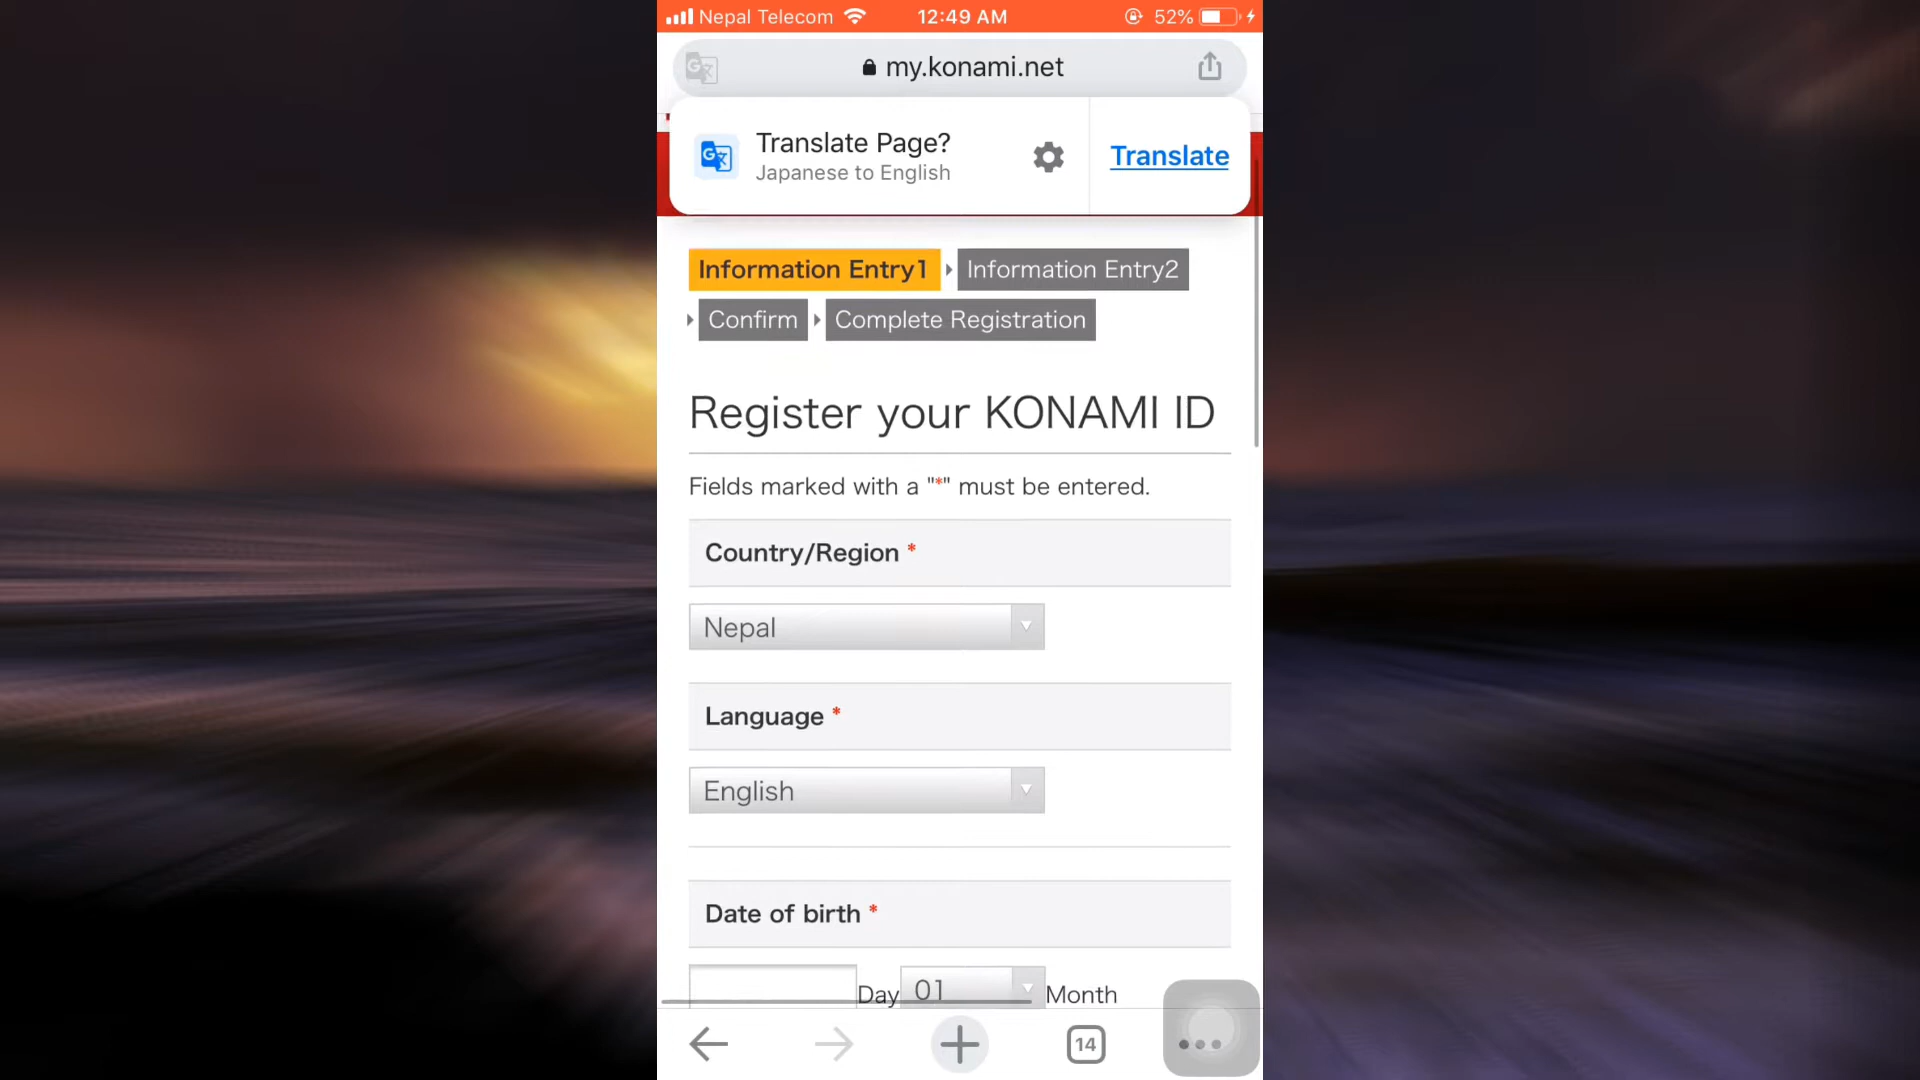 Nepal Telecom 12:49 AM 52%
my.konami.net
Translate Page?
Japanese to English
Translate
Information Entry1 Information Entry2
Confirm Complete Registration
Register your KONAMI ID
Fields marked with a "*" must be entered.
Country/Region *
Nepal
Language *
English
Date of birth *
Day 01 Month
14